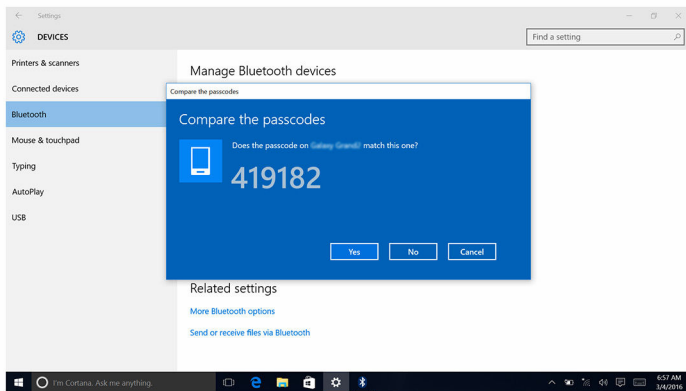 Settings
DEVICES
Find a setting
Printers & scanners
Connected devices
Bluetooth
Mouse & touchpad
Typing
AutoPlay
USB
Manage Bluetooth devices
Compare the passcodes
Compare the passcodes
Does the passcode on Galaxy Grand2 match this one?
419182
Yes No Cancel
Related settings
More Bluetooth options
Send or receive files via Bluetooth
I'm Cortana. Ask me anything.
6:57 AM
3/4/2016